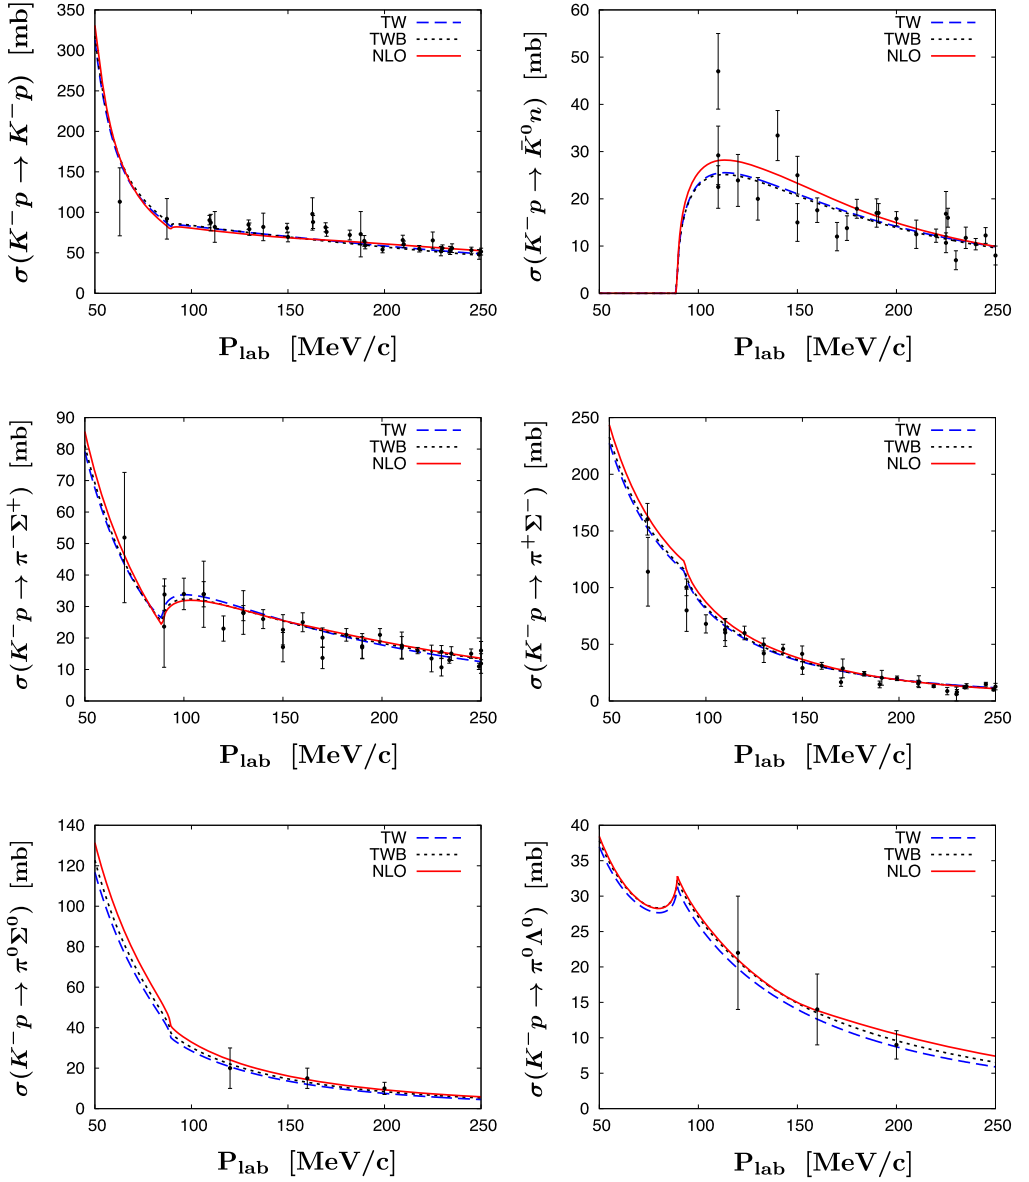 σ(K⁻p → K⁻p) [mb]
350
300
250
200
150
100
50
0
TW
TWB
NLO
50 100 150 200 250
P_lab [MeV/c]
σ(K⁻p → K̄⁰n) [mb]
60
50
40
30
20
10
0
TW
TWB
NLO
100 150 200 250
P_lab [MeV/c]
σ(K⁻p → π⁻Σ⁺) [mb]
90
80
70
60
50
40
30
20
10
0
TW
TWB
NLO
50 100 150 200 250
P_lab [MeV/c]
σ(K⁻p → π⁺Σ⁻) [mb]
250
200
150
100
50
0
TW
TWB
NLO
50 100 150 200 250
P_lab [MeV/c]
σ(K⁻p → π⁰Σ⁰) [mb]
140
120
100
80
60
40
20
0
TW
TWB
NLO
50 100 150 200 250
P_lab [MeV/c]
σ(K⁻p → π⁰Λ⁰) [mb]
40
35
30
25
20
15
10
5
0
TW
TWB
NLO
50 100 150 200 250
P_lab [MeV/c]